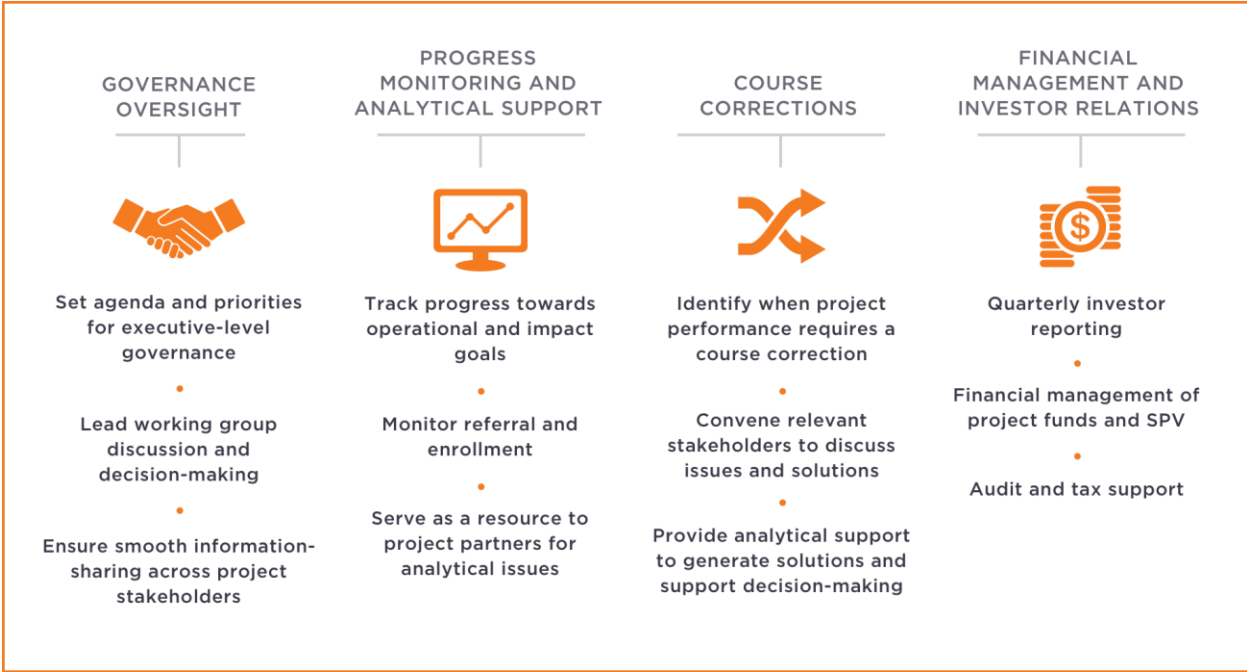 GOVERNANCE
OVERSIGHT
Set agenda and priorities
for executive-level
governance
Lead working group
discussion and
decision-making
Ensure smooth information-
sharing across project
stakeholders
PROGRESS
MONITORING AND
ANALYTICAL SUPPORT
Track progress towards
operational and impact
goals
Monitor referral and
enrollment
Serve as a resource to
project partners for
analytical issues
COURSE
CORRECTIONS
Identify when project
performance requires a
course correction
Convene relevant
stakeholders to discuss
issues and solutions
Provide analytical support
to generate solutions and
support decision-making
FINANCIAL
MANAGEMENT AND
INVESTOR RELATIONS
$
Quarterly investor
reporting
Financial management of
project funds and SPV
Audit and tax support